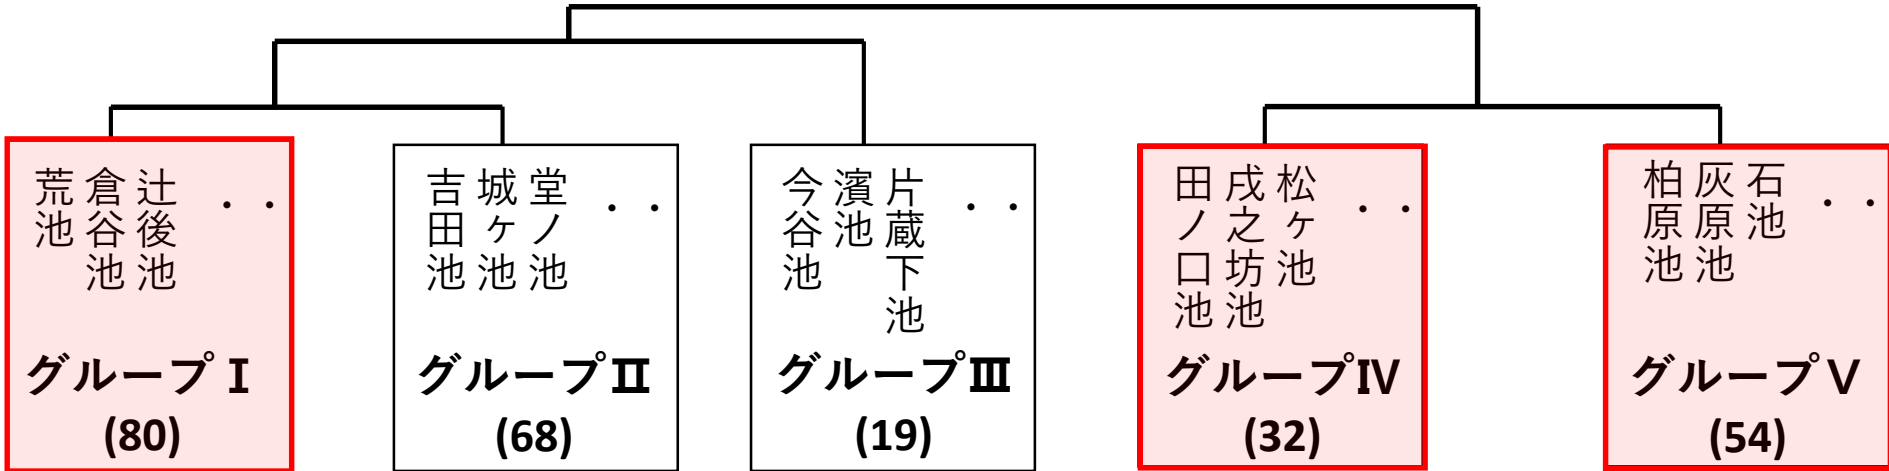 荒池
倉谷池
辻後池
・・
グループⅠ
(80)
吉田池
城ヶ池
堂ノ池
・・
グループⅡ
(68)
今谷池
濱池
片蔵下池
・・
グループⅢ
(19)
田ノ口池
戌之坊池
松ヶ池
・・
グループⅣ
(32)
柏原池
灰原池
石池
・・
グループⅤ
(54)